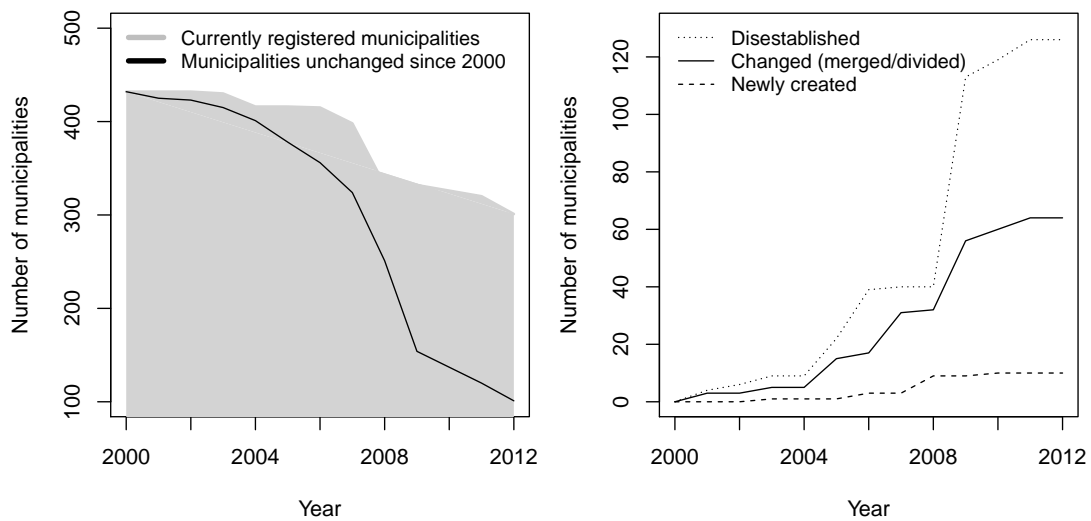 Currently registered municipalities
Municipalities unchanged since 2000
Number of municipalities
500
400
300
200
100
2000
2004
2008
2012
Year
Disestablished
Changed (merged/divided)
Newly created
Number of municipalities
120
100
80
60
40
20
0
2000
2004
2008
2012
Year